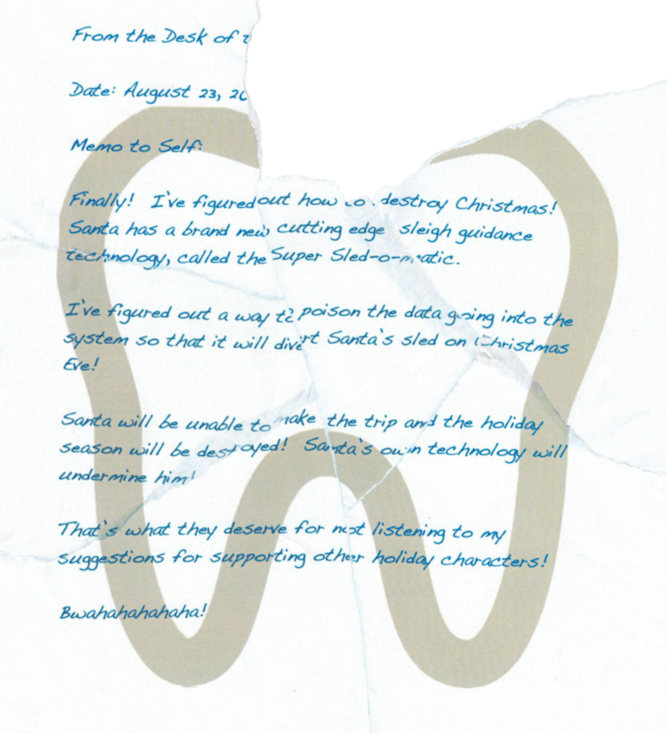 From the Desk of
Date: August 23, 20
Memo to Self:
Finally! I've figured out how to destroy Christmas!
Santa has a brand new, cutting edge sleigh guidance
technology, called the Super Sled-o-matic.
I've figured out a way to poison the data going into the
system so that it will divert Santa's sled on Christmas
Eve!
Santa will be unable to make the trip and the holiday
season will be destroyed! Santa's own technology will
undermine him!
That's what they deserve for not listening to my
suggestions for supporting other holiday characters!
Bwahahahahaha!